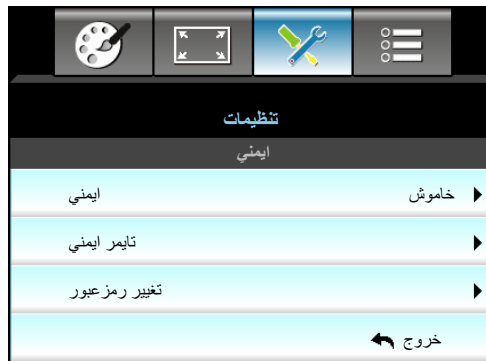 تنظيمات
ايمني
ايمني خاموش
تايمر ايمني
تغيير رمزعبور
خروج